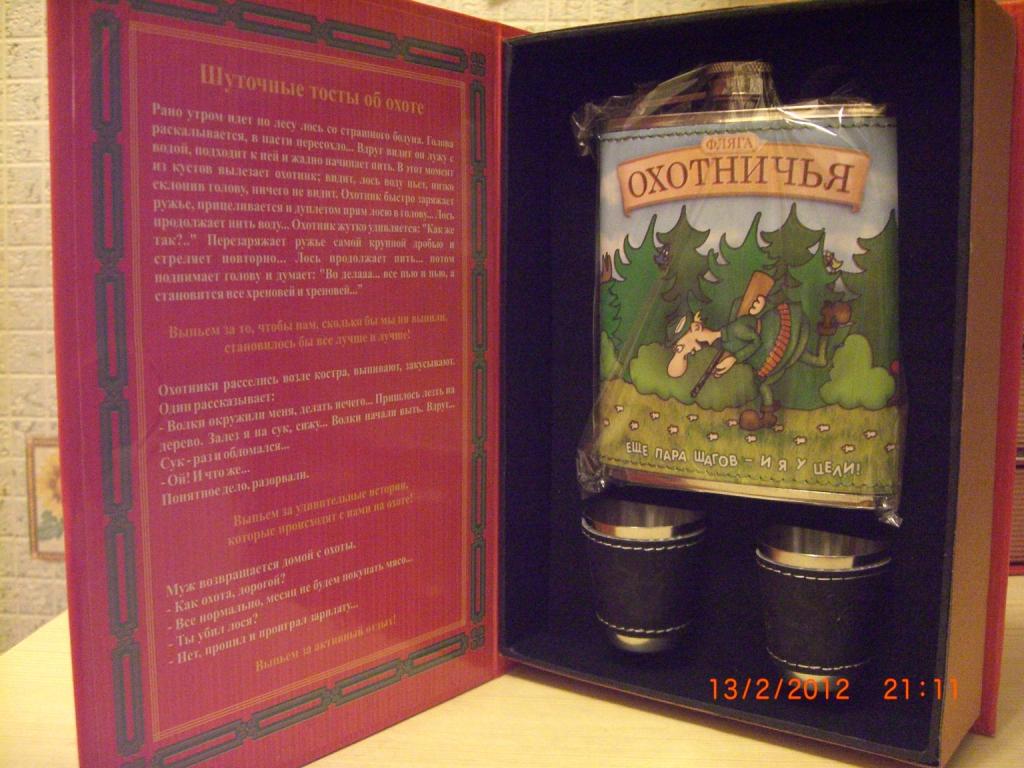 Шуточные тосты об охоте
Рано утром идет по лесу лось со страшного бодуна. Голова
раскалывается, в пасти пересохло... Вдруг видит он лужу с
водой, подходит к ней и жадно начинает пить. В этот момент
из кустов вылезает охотник; видит, лось воду пьет, низко
склонив голову, ничего не видит. Охотник быстро заряжает
ружье, прицеливается и дуплетом прям лосю в голову... Лось
продолжает пить воду... Охотник жутко удивляется: "Как же
так?.." Перезаряжает ружье самой крупной дробью и
стреляет повторно... Лось продолжает пить... потом
поднимает голову и думает: "Во делаа... все пью и пью, а
становится все хреновей и хреновей..."
Выпьем за то, чтобы нам, сколько бы мы ни выпили,
становилось бы все лучше и лучше!
Охотники расселись возле костра, выпивают, закусывают.
Один рассказывает:
- Волки окружили меня, делать нечего... Пришлось лезть на
дерево. Залез я на сук, сижу... Волки начали выть. Вдруг...
Сук - раз и обломался...
- Ой! И что же...
Понятное дело, разорвали.
Выпьем за удивительные истории,
которые происходят с нами на охоте!
Муж возвращается домой с охоты.
- Как охота, дорогой?
- Все нормально, месяц не будем покупать мясо...
- Ты убил лося?
- Нет, пропил и проиграл зарплату...
Выпьем за активный отдых!
ФЛЯГА
ОХОТНИЧЬЯ
ЕЩЕ ПАРА ШАГОВ - И Я У ЦЕЛИ!
13/2/2012 21:11